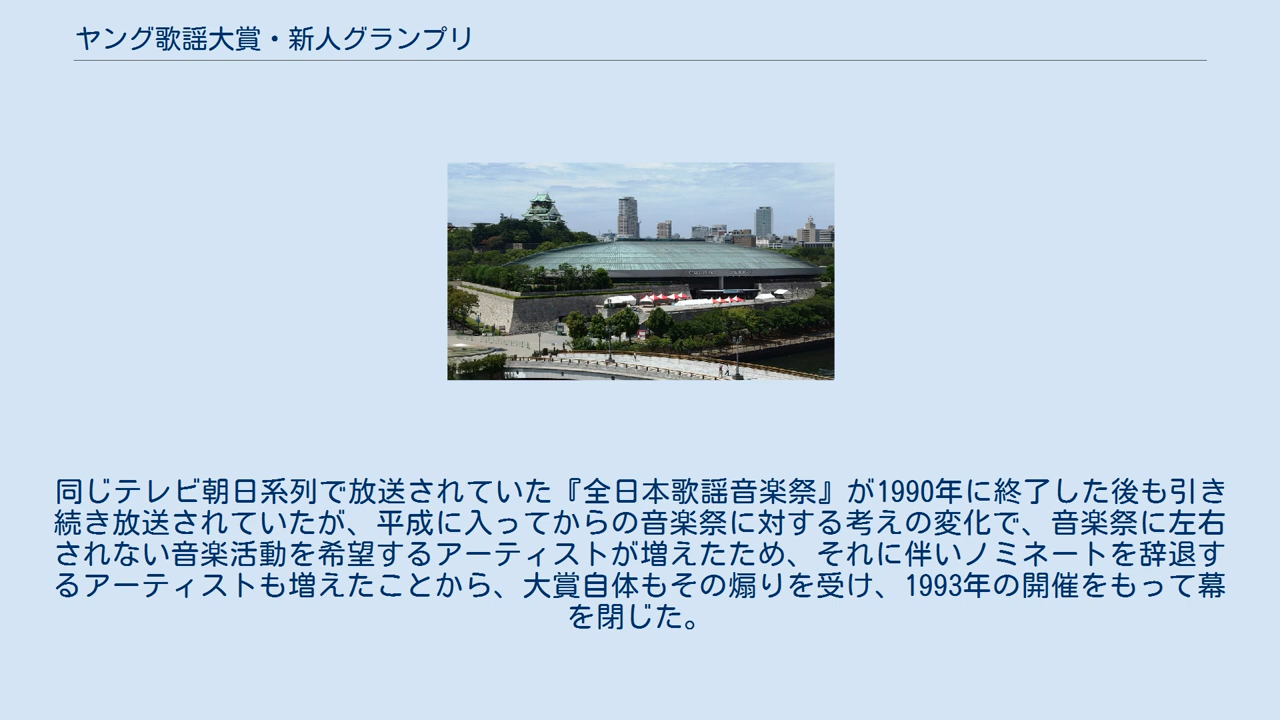 ヤング歌謡大賞・新人グランプリ
同じテレビ朝日系列で放送されていた『全日本歌謡音楽祭』が1990年に終了した後も引き
続き放送されていたが、平成に入ってからの音楽祭に対する考えの変化で、音楽祭に左右
されない音楽活動を希望するアーティストが増えたため、それに伴いノミネートを辞退す
るアーティストも増えたことから、大賞自体もその煽りを受け、1993年の開催をもって幕
を閉じた。